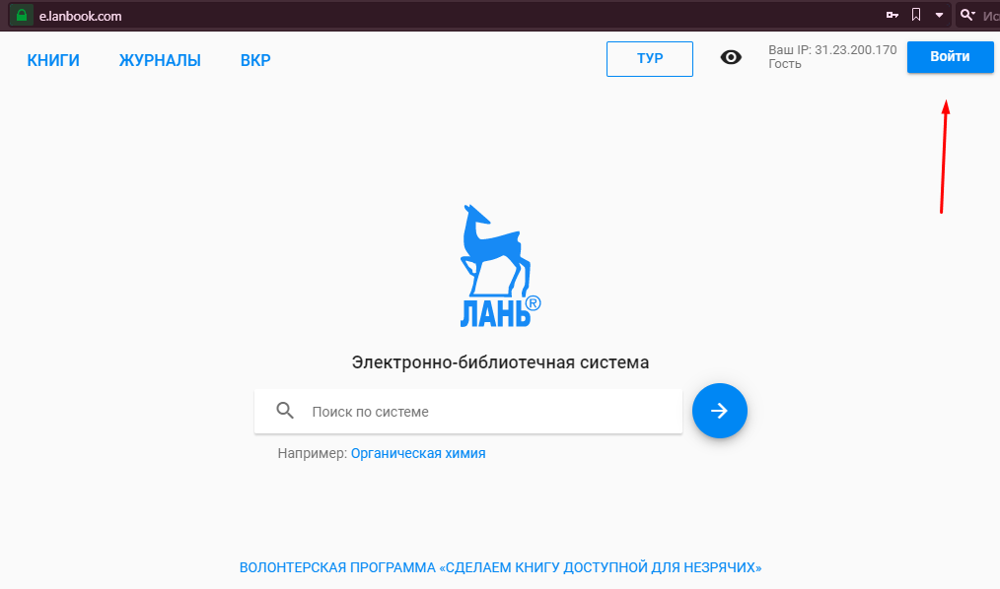 e.lanbook.com
Ис
КНИГИ ЖУРНАЛЫ ВКР ТУР Ваш IP: 31.23.200.170 Войти
Гость
ЛАНЬ®
Электронно-библиотечная система
Поиск по системе
Например: Органическая химия
ВОЛОНТЕРСКАЯ ПРОГРАММА «СДЕЛАЕМ КНИГУ ДОСТУПНОЙ ДЛЯ НЕЗРЯЧИХ»